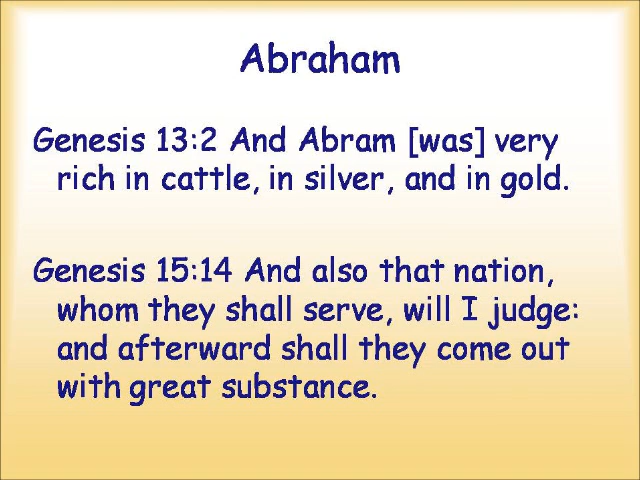 Abraham
Genesis 13:2 And Abram [was] very
rich in cattle, in silver, and in gold.
Genesis 15:14 And also that nation,
whom they shall serve, will I judge:
and afterward shall they come out
with great substance.